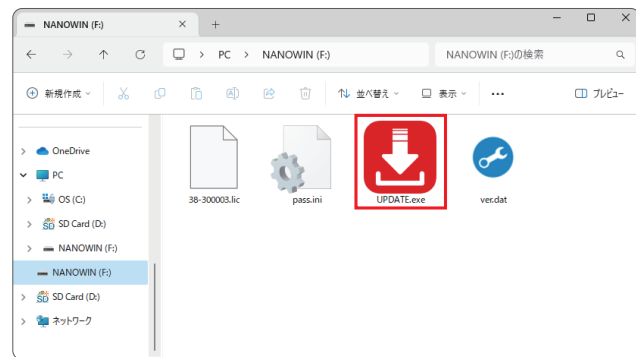 NANOWIN (F:)
PC > NANOWIN (F:)
NANOWIN (F:)の検索
新規作成
並べ替え
表示
プレビュー
OneDrive
PC
OS (C:)
SD Card (D:)
NANOWIN (F:)
NANOWIN (F:)
SD Card (D:)
ネットワーク
38-300003.lic
pass.ini
UPDATE.exe
ver.dat